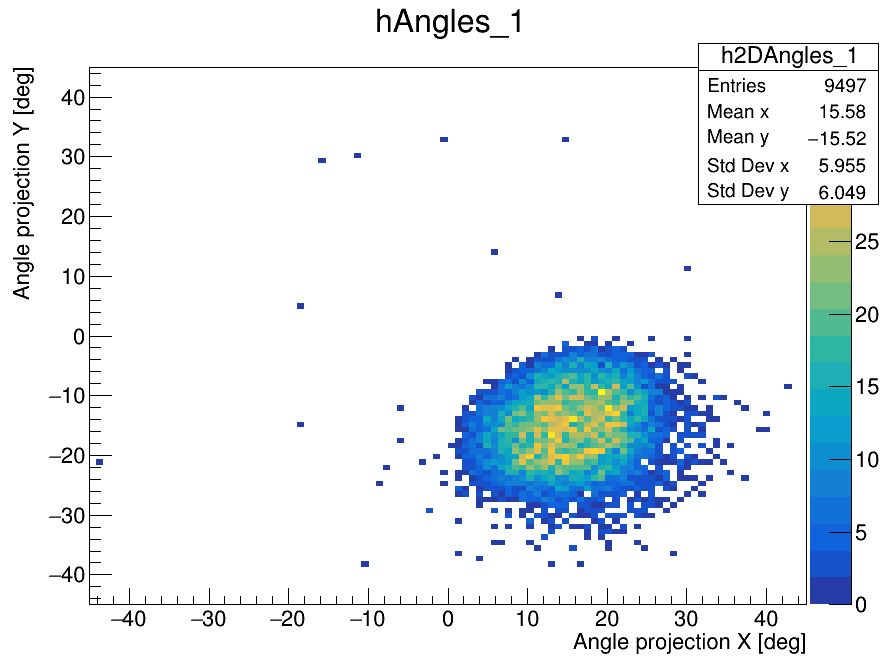 hAngles_1
h2DAngles_1
Entries 9497
Mean x 15.58
Mean y −15.52
Std Dev x 5.955
Std Dev y 6.049
Angle projection Y [deg]
40
30
20
10
0
−10
−20
−30
−40
25
20
15
10
5
0
−40 −30 −20 −10 0 10 20 30 40
Angle projection X [deg]